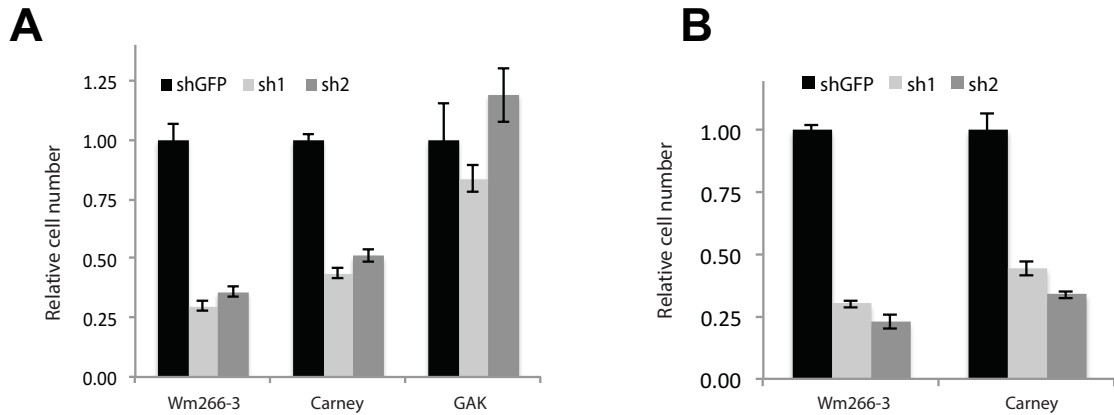 A
shGFP sh1 sh2
Relative cell number
1.25
1.00
0.75
0.50
0.25
0.00
Wm266-3 Carney GAK
B
shGFP sh1 sh2
Relative cell number
1.00
0.75
0.50
0.25
0.00
Wm266-3 Carney